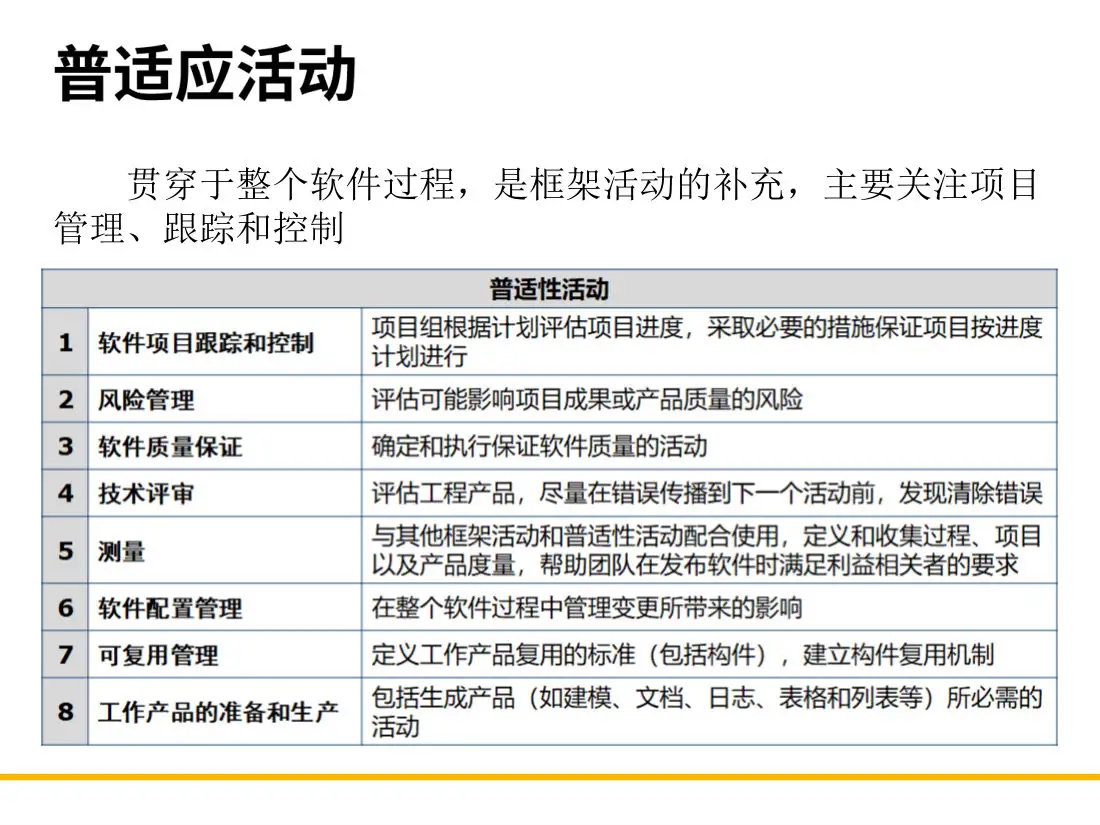 普适应活动
贯穿于整个软件过程，是框架活动的补充，主要关注项目
管理、跟踪和控制
普适性活动
1 软件项目跟踪和控制 项目组根据计划评估项目进度，采取必要的措施保证项目按进度
计划进行
2 风险管理 评估可能影响项目成果或产品质量的风险
3 软件质量保证 确定和执行保证软件质量的活动
4 技术评审 评估工程产品，尽量在错误传播到下一个活动前，发现清除错误
5 测量 与其他框架活动和普适性活动配合使用，定义和收集过程、项目
以及产品度量，帮助团队在发布软件时满足利益相关者的要求
6 软件配置管理 在整个软件过程中管理变更所带来的影响
7 可复用管理 定义工作产品复用的标准（包括构件），建立构件复用机制
8 工作产品的准备和生产 包括生成产品（如建模、文档、日志、表格和列表等）所必需的
活动